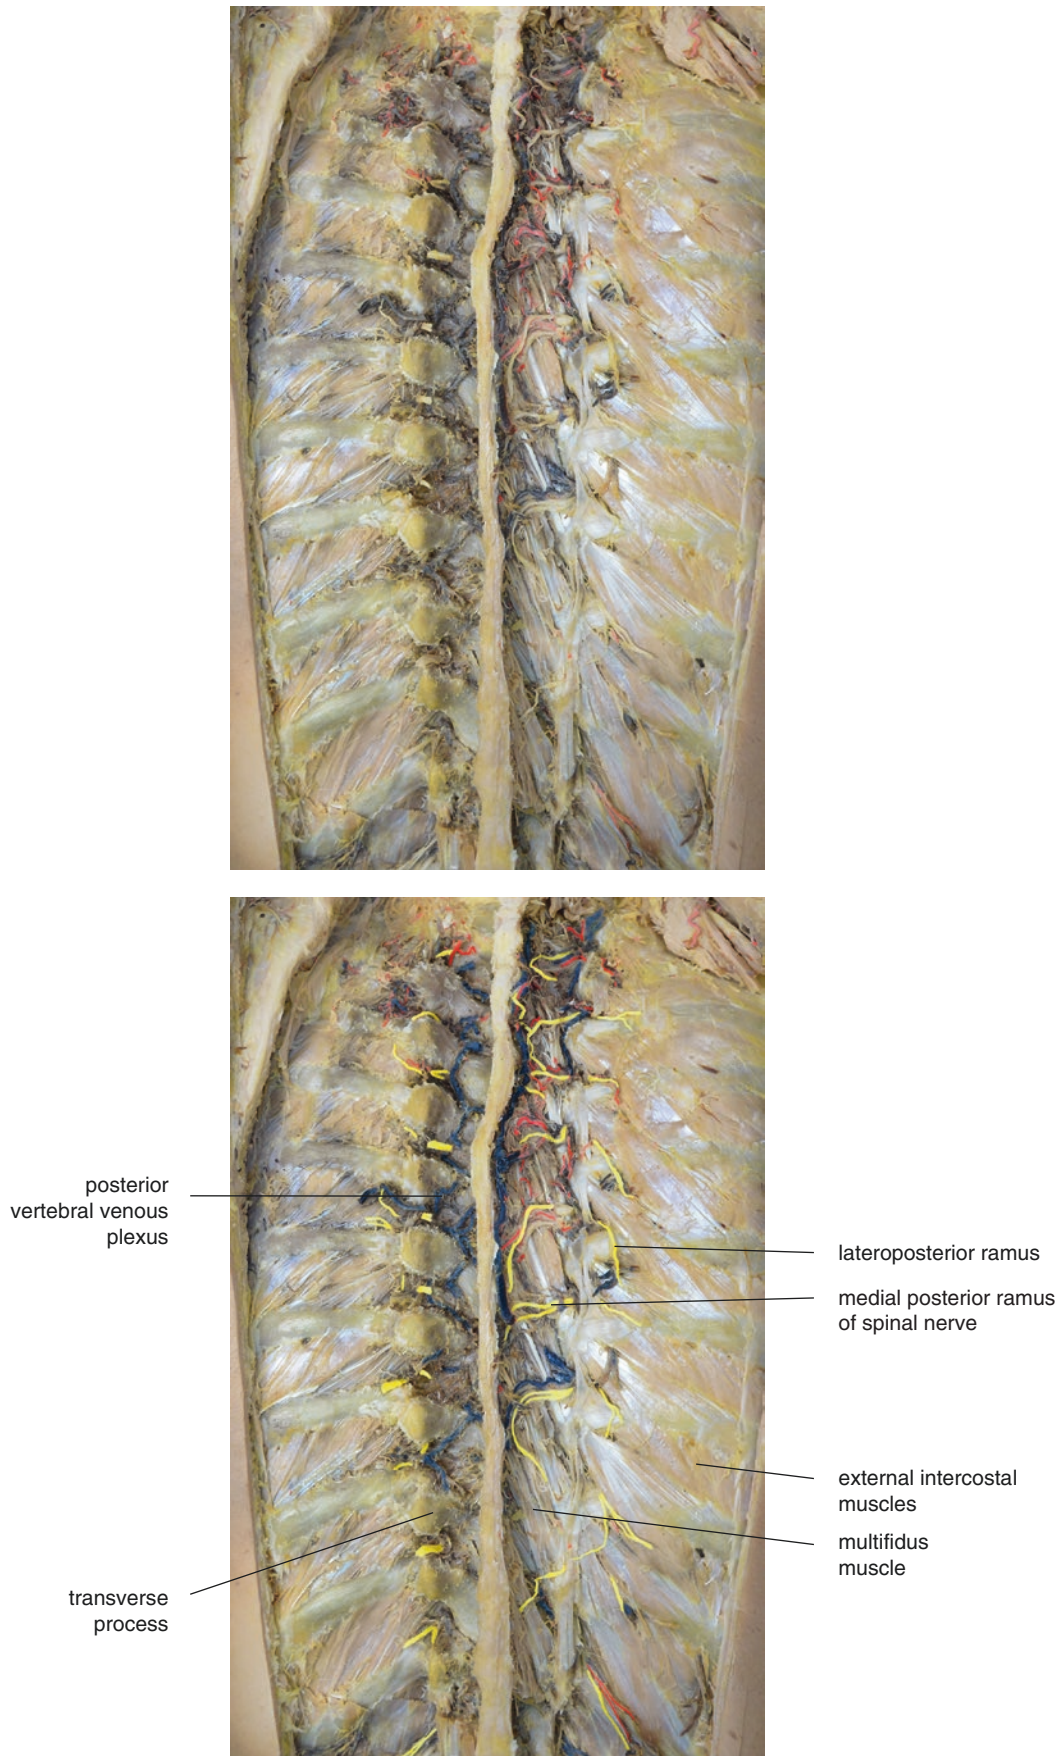 posterior
vertebral venous
plexus
lateroposterior ramus
medial posterior ramus
of spinal nerve
external intercostal
muscles
multifidus
muscle
transverse
process